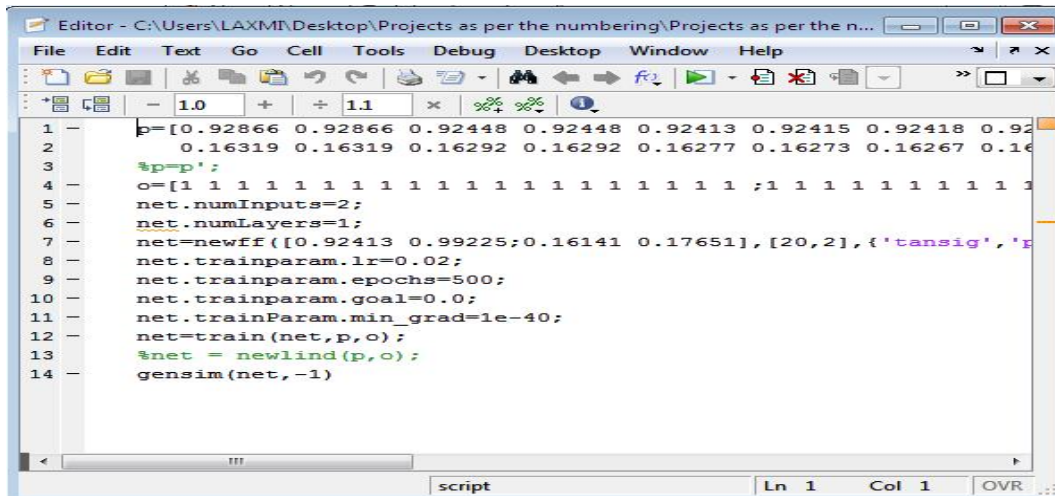 Editor - C:\Users\LAXMI\Desktop\Projects as per the numbering\Projects as per the n...
File Edit Text Go Cell Tools Debug Desktop Window Help
1.0 1.1
1 p=[0.92866 0.92866 0.92448 0.92448 0.92413 0.92415 0.92418 0.92
2 0.16319 0.16319 0.16292 0.16292 0.16277 0.16273 0.16267 0.16
3 %p=p';
4 o=[1 1 1 1 1 1 1 1 1 1 1 1 1 1 1 1 1 1 1 1 1 ;1 1 1 1 1 1 1 1 1 1
5 net.numInputs=2;
6 net.numLayers=1;
7 net=newff([0.92413 0.99225;0.16141 0.17651],[20,2],{'tansig','p
8 net.trainparam.lr=0.02;
9 net.trainparam.epochs=500;
10 net.trainparam.goal=0.0;
11 net.trainParam.min_grad=1e-40;
12 net=train(net,p,o);
13 %net = newlind(p,o);
14 gensim(net,-1)
script Ln 1 Col 1 OVR